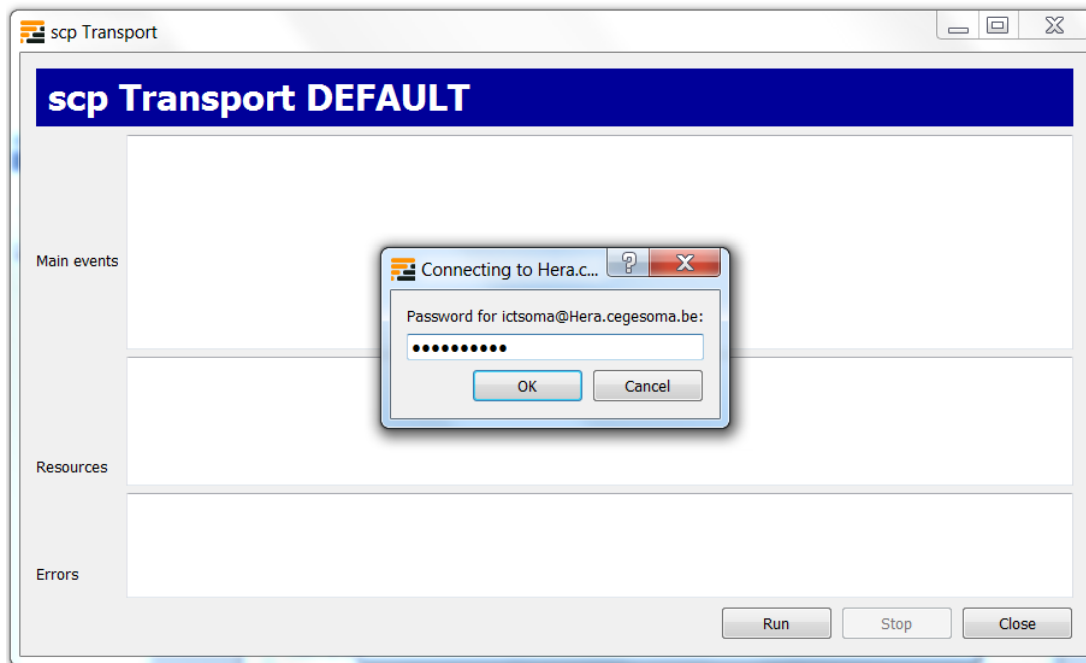 scp Transport
scp Transport DEFAULT
Main events
Connecting to Hera.c...
Password for ictsoma@Hera.cegesoma.be:
••••••••••
OK Cancel
Resources
Errors
Run Stop Close